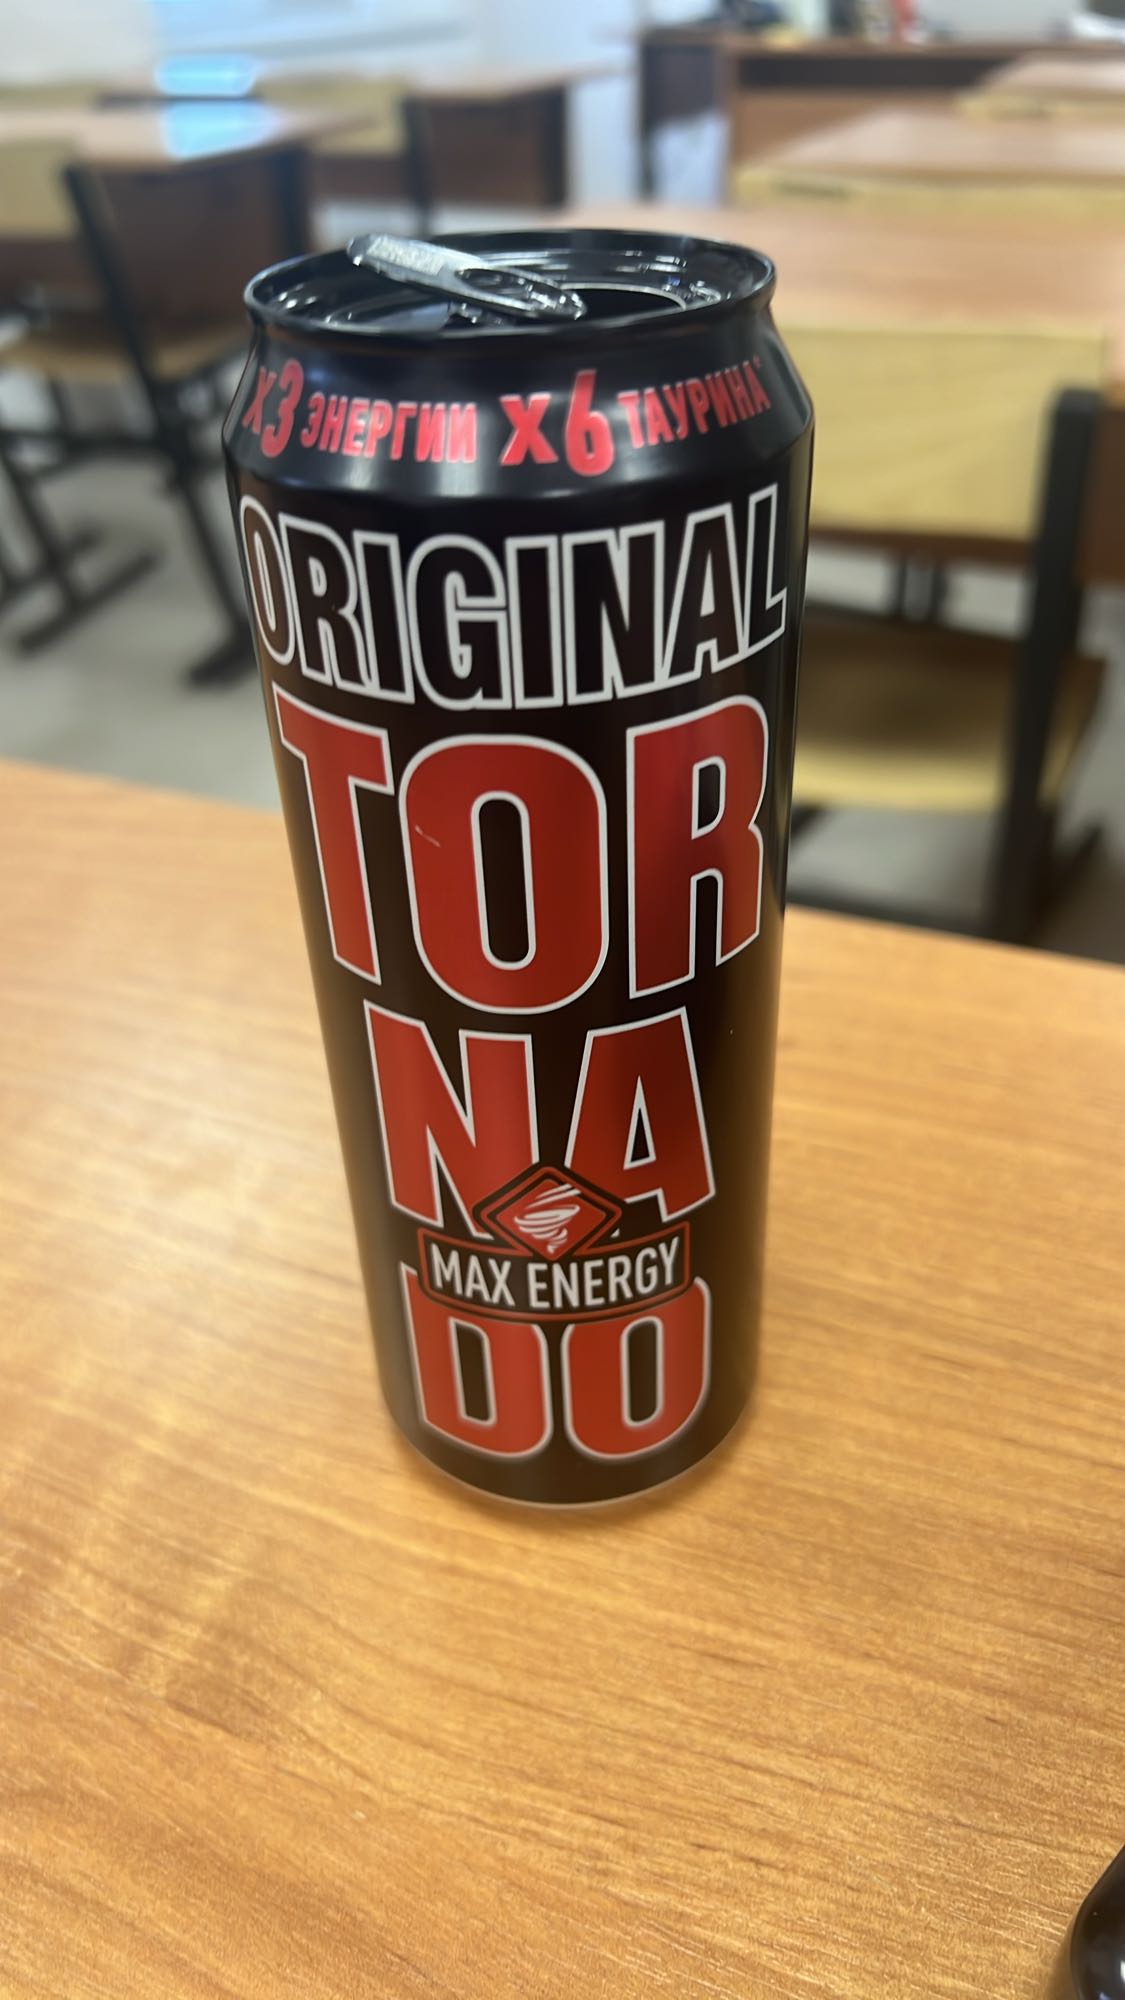 X3 ЭНЕРГИИ X6 ТАУРИНА*
ORIGINAL
TOR
NA
MAX ENERGY
DO